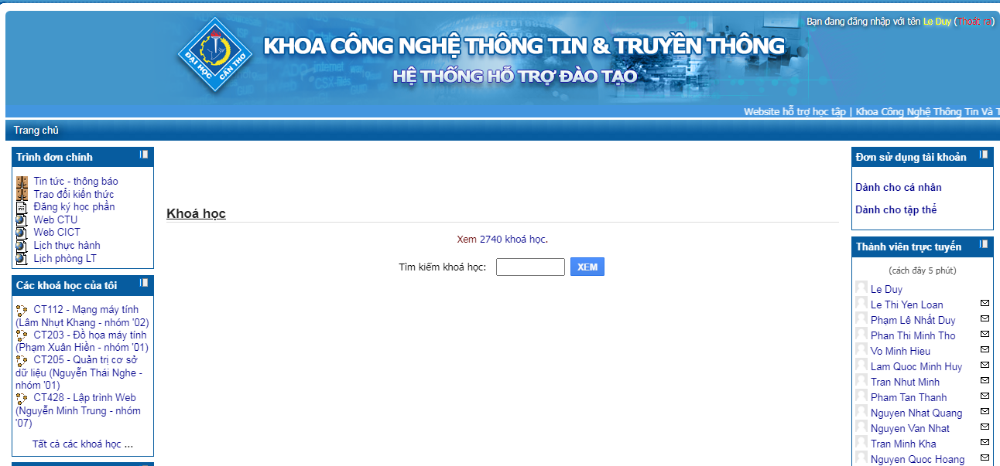 Bạn đang đăng nhập với tên Le Duy (Thoát ra)
ĐẠI HỌC CẦN THƠ
KHOA CÔNG NGHỆ THÔNG TIN & TRUYỀN THÔNG
HỆ THỐNG HỖ TRỢ ĐÀO TẠO
Website hỗ trợ học tập | Khoa Công Nghệ Thông Tin Và T
Trang chủ
Trình đơn chính
Tin tức - thông báo
Trao đổi kiến thức
Đăng ký học phần
Web CTU
Web CICT
Lịch thực hành
Lịch phòng LT
Các khoá học của tôi
CT112 - Mạng máy tính
(Lâm Nhựt Khang - nhóm '02)
CT203 - Đồ họa máy tính
(Phạm Xuân Hiền - nhóm '01)
CT205 - Quản trị cơ sở
dữ liệu (Nguyễn Thái Nghe -
nhóm '01)
CT428 - Lập trình Web
(Nguyễn Minh Trung - nhóm
'07)
Tất cả các khoá học ...
Khoá học
Xem 2740 khoá học.
Tìm kiếm khoá học:
XEM
Đơn sử dụng tài khoản
Dành cho cá nhân
Dành cho tập thể
Thành viên trực tuyến
(cách đây 5 phút)
Le Duy
Le Thi Yen Loan
Phạm Lê Nhất Duy
Phan Thi Minh Tho
Vo Minh Hieu
Lam Quoc Minh Huy
Tran Nhut Minh
Pham Tan Thanh
Nguyen Nhat Quang
Nguyen Van Nhat
Tran Minh Kha
Nguyen Quoc Hoang